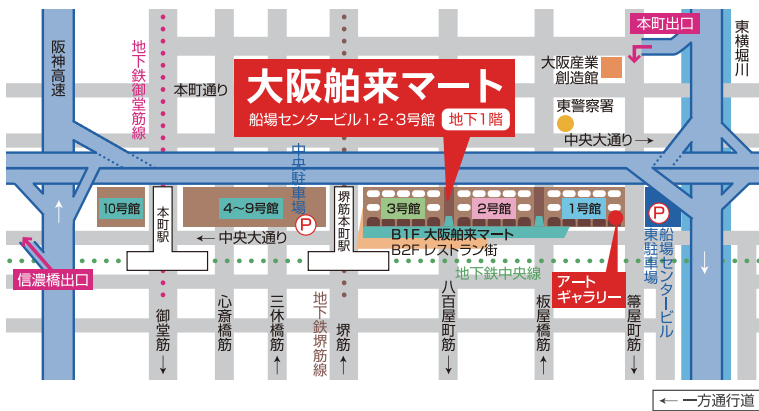 本町出口
阪神高速
地下鉄御堂筋線
本町通り
大阪産業
創造館
東横堀川
大阪舶来マート
船場センタービル1・2・3号館 地下1階
東警察署
中央大通り→
中央駐車場
P
10号館
本町駅
4〜9号館
堺筋本町駅
3号館
2号館
1号館
P
船場センタービル
東駐車場
←中央大通り
B1F 大阪舶来マート
B2F レストラン街
地下鉄中央線
アート
ギャラリー
信濃橋出口
御堂筋→
心斎橋筋
三休橋筋→
地下鉄堺筋線
堺筋→
八百屋町筋→
板屋橋筋→
箒屋町筋→
←一方通行道